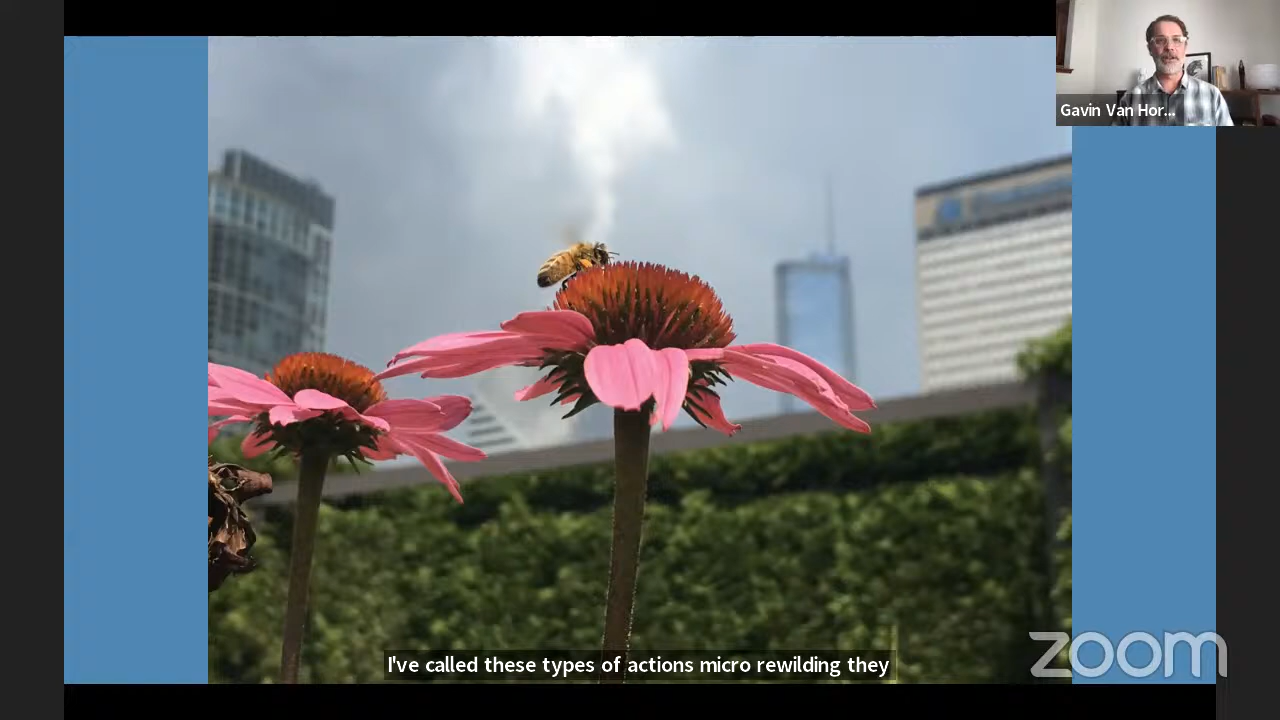 Gavin Van Hor...
I've called these types of actions micro rewilding they
zoom